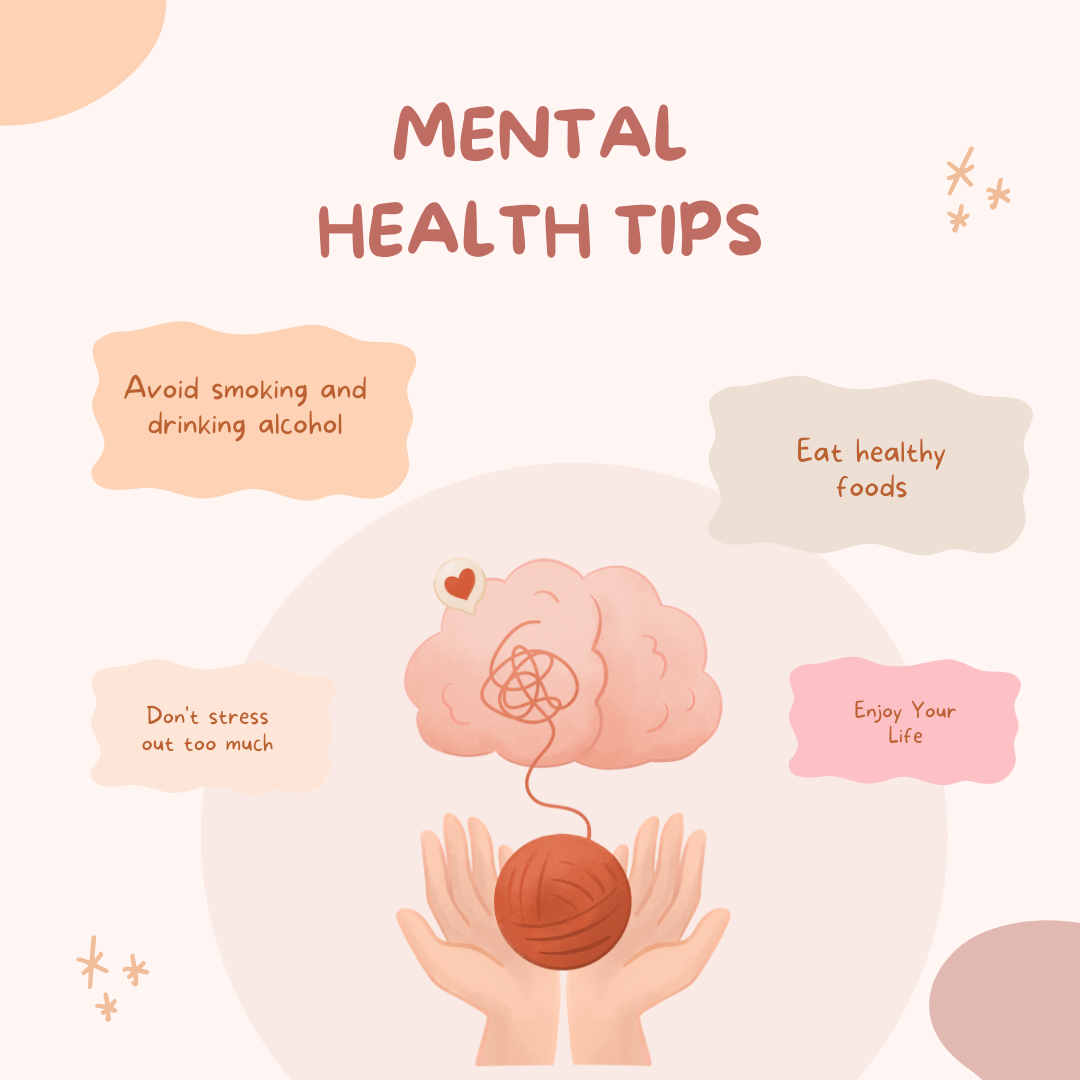 MENTAL
HEALTH TIPS
Avoid smoking and
drinking alcohol
Eat healthy
foods
Don't stress
out too much
Enjoy Your
Life